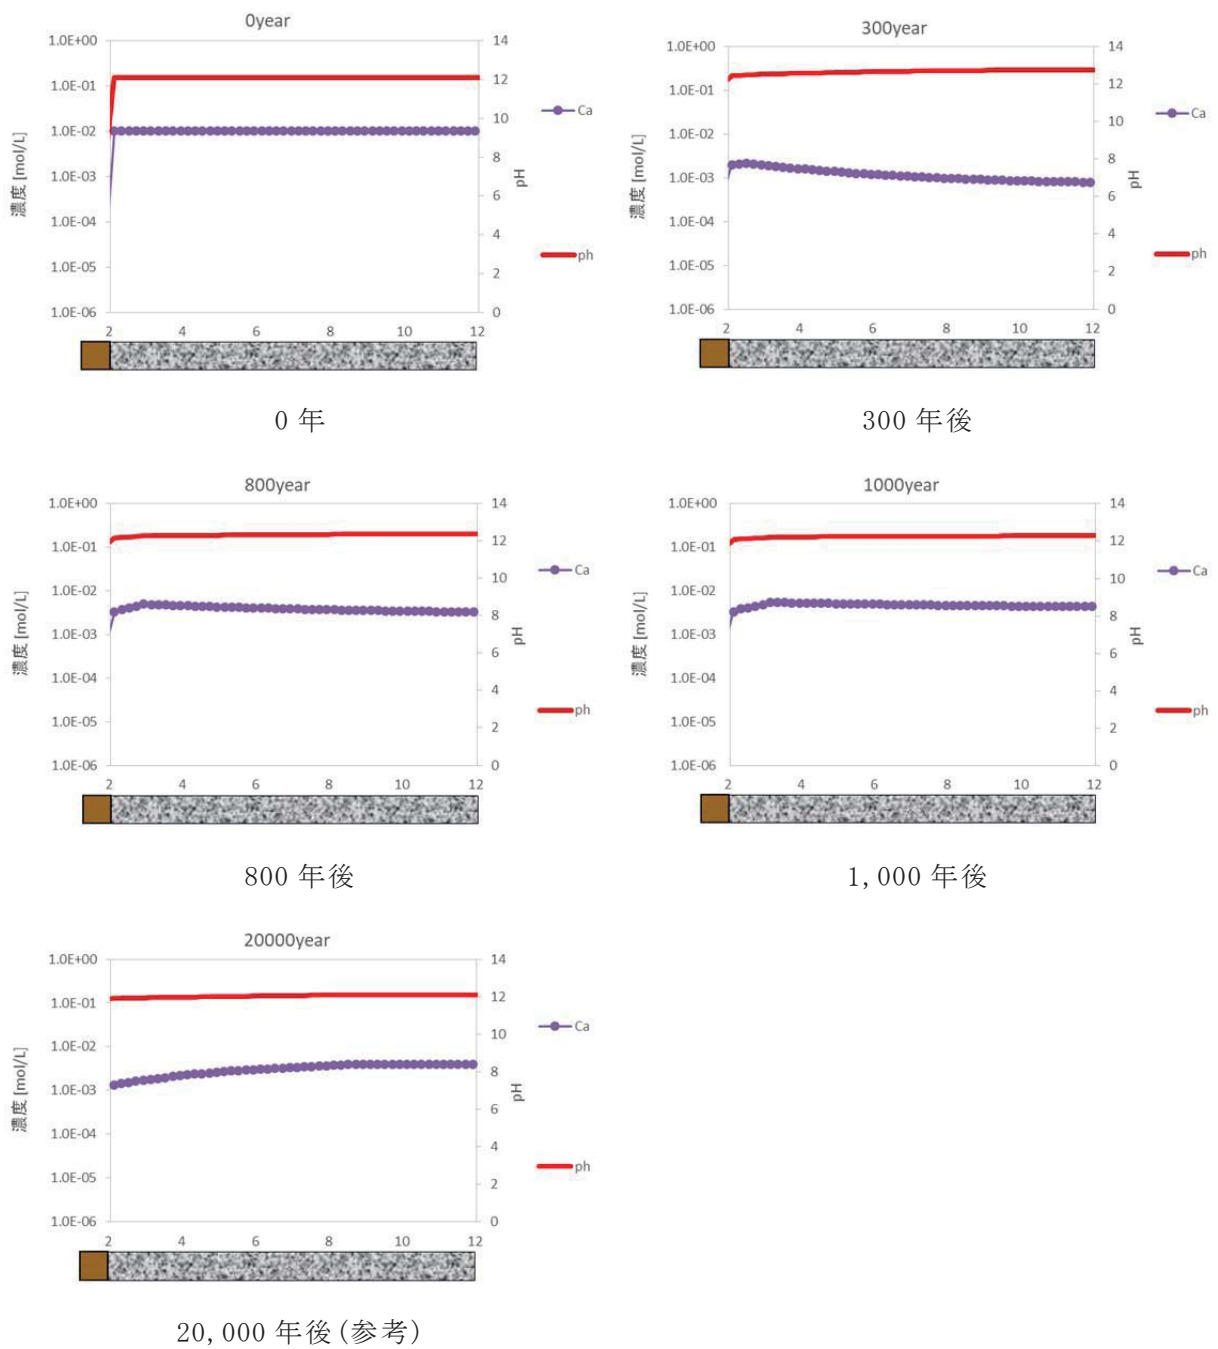 0year
1.0E+00
1.0E-01
1.0E-02
1.0E-03
1.0E-04
1.0E-05
1.0E-06
濃度 [mol/L]
14
12
10
8
6
4
2
0
pH
Ca
ph
2 4 6 8 10 12
0 年
300year
1.0E+00
1.0E-01
1.0E-02
1.0E-03
1.0E-04
1.0E-05
1.0E-06
濃度 [mol/L]
14
12
10
8
6
4
2
0
pH
Ca
ph
2 4 6 8 10 12
300 年後
800year
1.0E+00
1.0E-01
1.0E-02
1.0E-03
1.0E-04
1.0E-05
1.0E-06
濃度 [mol/L]
14
12
10
8
6
4
2
0
pH
Ca
ph
2 4 6 8 10 12
800 年後
1000year
1.0E+00
1.0E-01
1.0E-02
1.0E-03
1.0E-04
1.0E-05
1.0E-06
濃度 [mol/L]
14
12
10
8
6
4
2
0
pH
Ca
ph
2 4 6 8 10 12
1,000 年後
20000year
1.0E+00
1.0E-01
1.0E-02
1.0E-03
1.0E-04
1.0E-05
1.0E-06
濃度 [mol/L]
14
12
10
8
6
4
2
0
pH
Ca
ph
2 4 6 8 10 12
20,000 年後(参考)